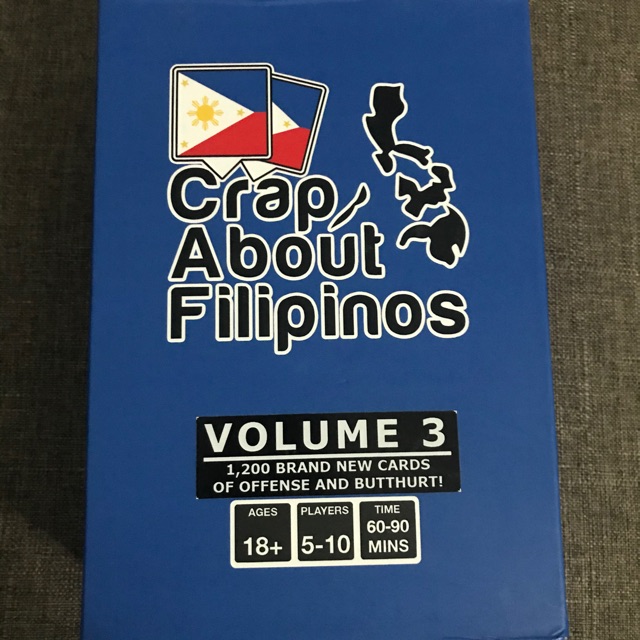 Crap
About
Filipinos
VOLUME 3
1,200 BRAND NEW CARDS
OF OFFENSE AND BUTTHURT!
AGES
18+
PLAYERS
5-10
TIME
60-90
MINS